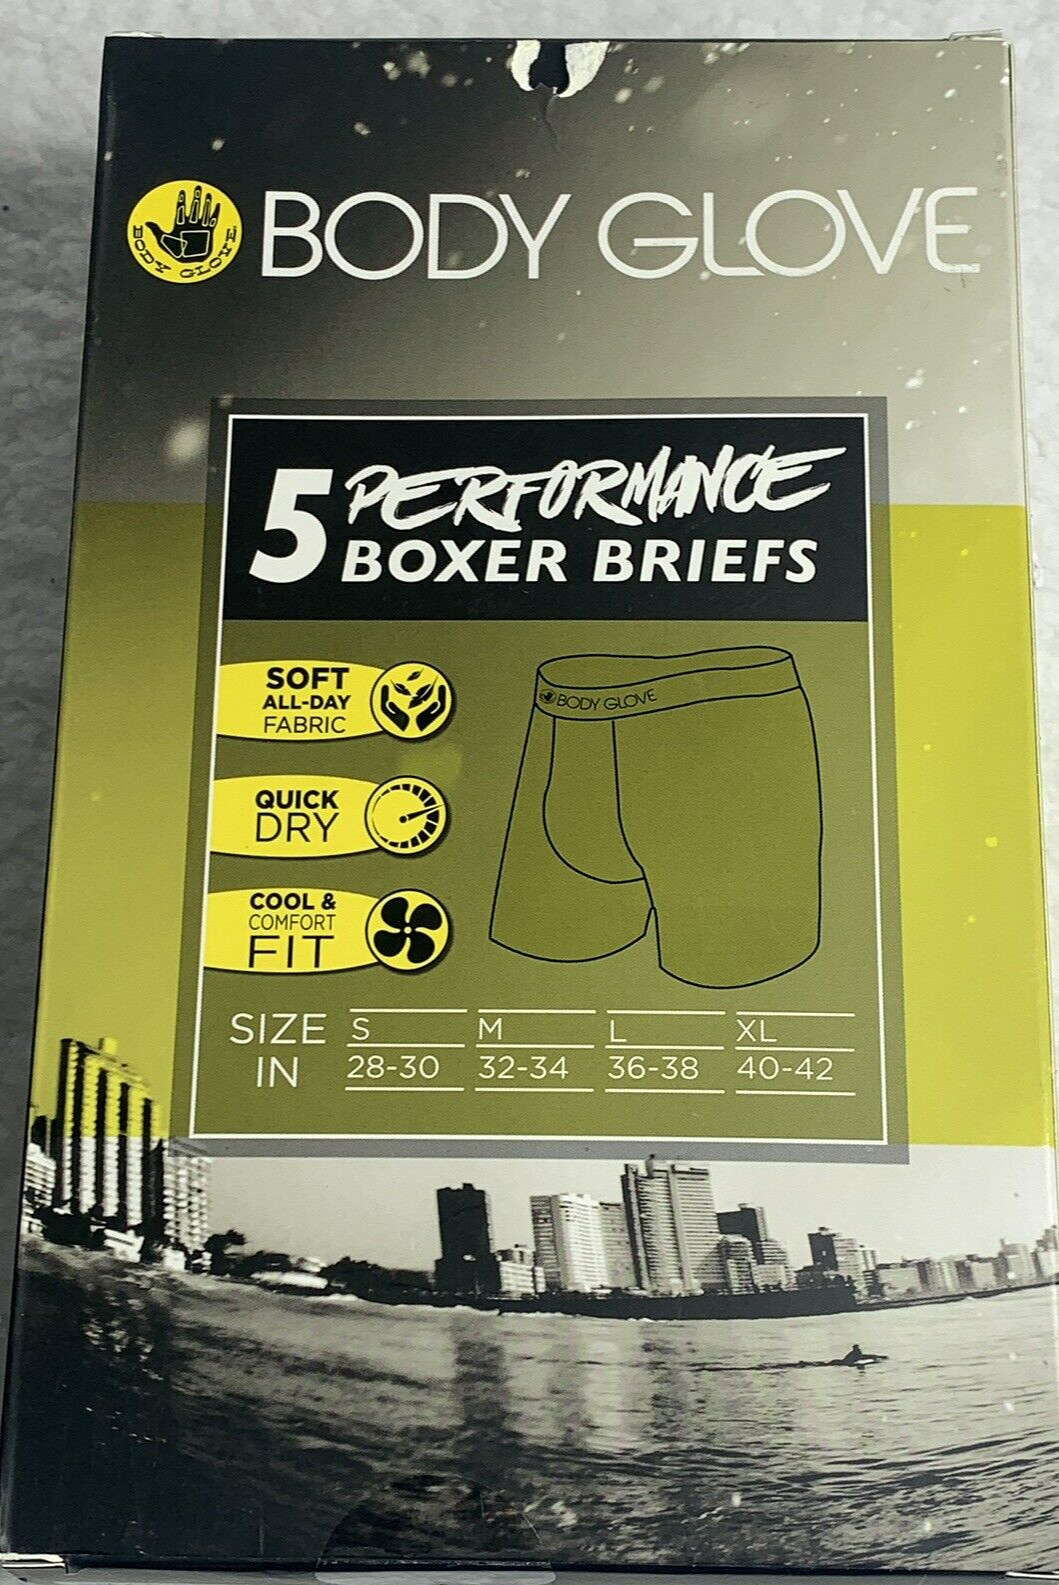 BODY GLOVE
BODY GLOVE
5 PERFORMANCE
BOXER BRIEFS
SOFT
ALL-DAY
FABRIC
BODY GLOVE
QUICK
DRY
COOL &
COMFORT
FIT
SIZE IN
S M L XL
28-30 32-34 36-38 40-42